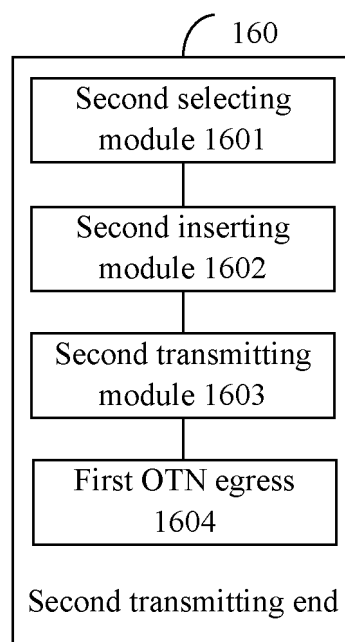 160
Second selecting
module 1601
Second inserting
module 1602
Second transmitting
module 1603
First OTN egress
1604
Second transmitting end